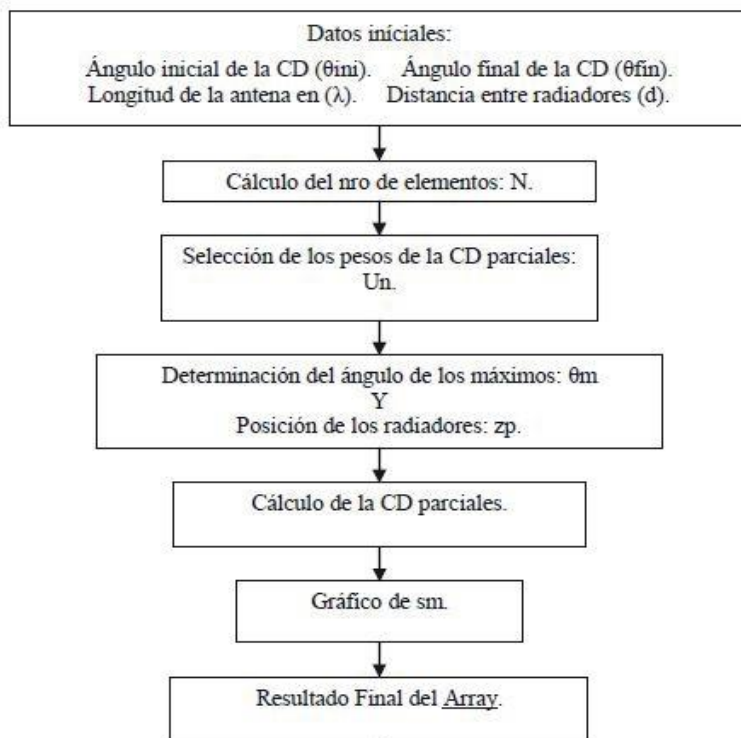 Datos iníciales:
Ángulo inicial de la CD (θini). Ángulo final de la CD (θfin).
Longitud de la antena en (λ). Distancia entre radiadores (d).
Cálculo del nro de elementos: N.
Selección de los pesos de la CD parciales:
Un.
Determinación del ángulo de los máximos: θm
Y
Posición de los radiadores: zp.
Cálculo de la CD parciales.
Gráfico de sm.
Resultado Final del Array.